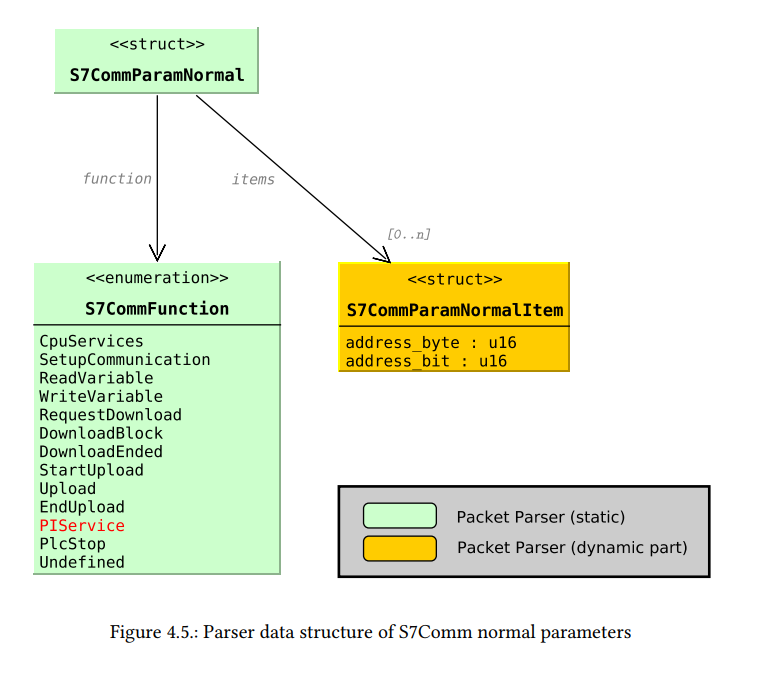 <<struct>>
S7CommParamNormal
function
items
[0..n]
<<enumeration>>
S7CommFunction
CpuServices
SetupCommunication
ReadVariable
WriteVariable
RequestDownload
DownloadBlock
DownloadEnded
StartUpload
Upload
EndUpload
PIService
PlcStop
Undefined
<<struct>>
S7CommParamNormalItem
address_byte : u16
address_bit : u16
Packet Parser (static)
Packet Parser (dynamic part)
Figure 4.5.: Parser data structure of S7Comm normal parameters